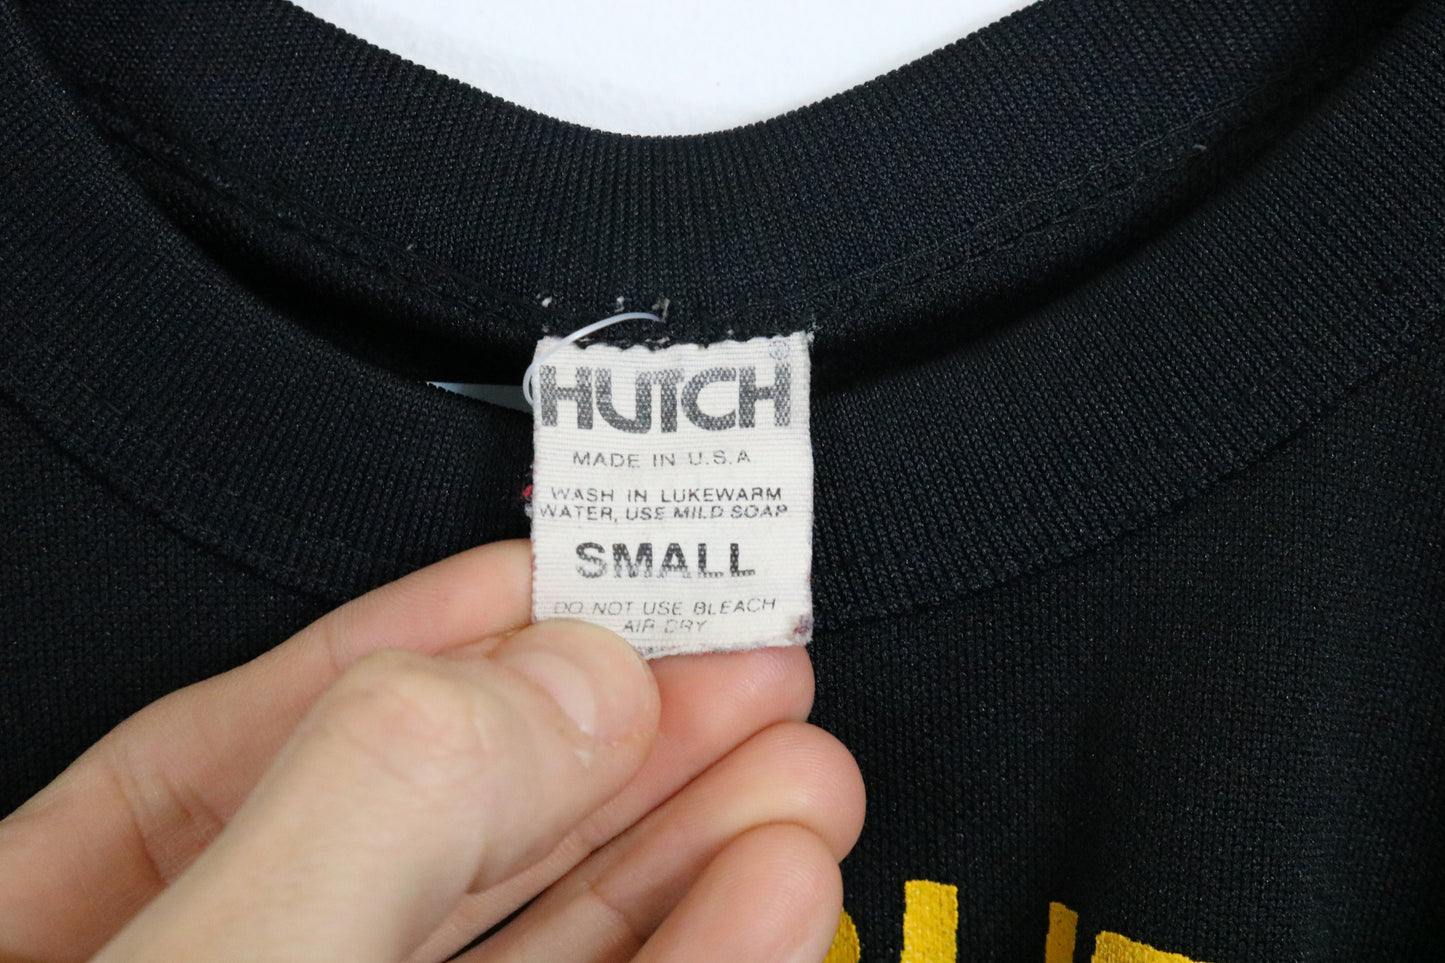 HUTCH®
MADE IN U.S.A
WASH IN LUKEWARM
WATER, USE MILD SOAP
SMALL
DO NOT USE BLEACH
AIR DRY